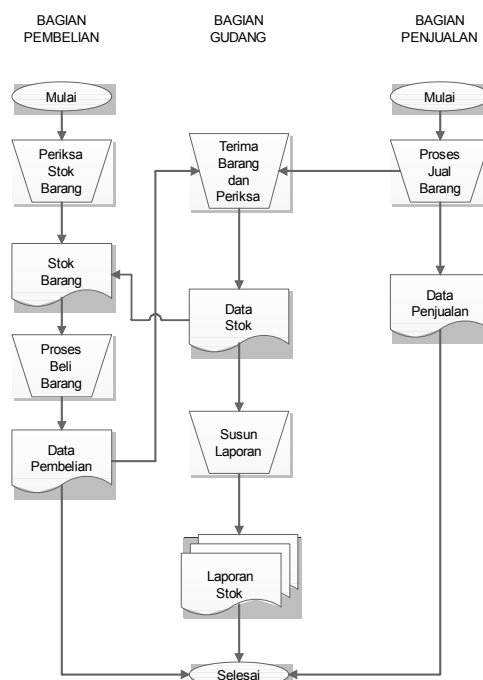 BAGIAN
PEMBELIAN
BAGIAN
GUDANG
BAGIAN
PENJUALAN
Mulai
Mulai
Periksa
Stok
Barang
Terima
Barang
dan
Periksa
Proses
Jual
Barang
Stok
Barang
Data
Stok
Data
Penjualan
Proses
Beli
Barang
Data
Pembelian
Susun
Laporan
Laporan
Stok
Selesai